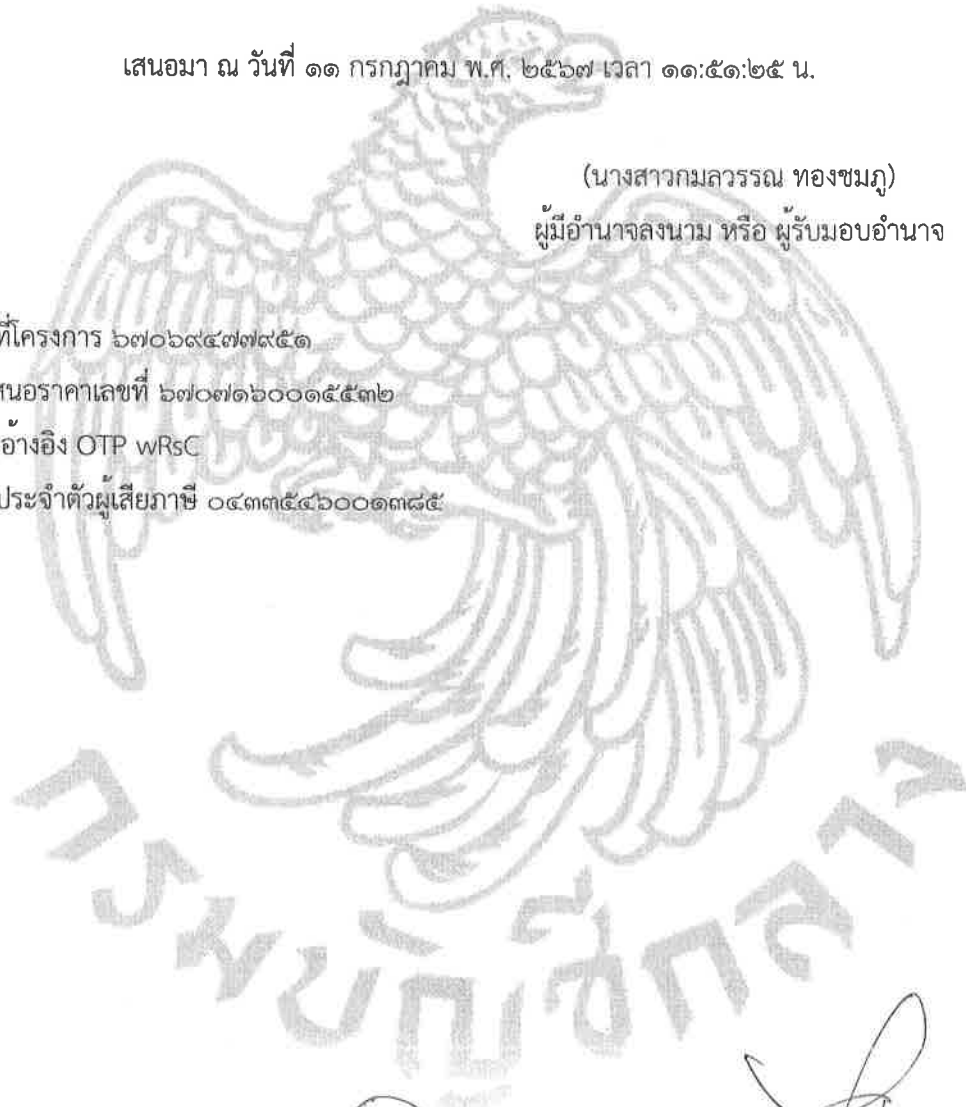 เสนอมา ณ วันที่ ๑๑ กรกฎาคม พ.ศ. ๒๕๖๗ เวลา ๑๑:๕๑:๒๕ น.
(นางสาวกมลวรรณ ทองชมภู)
ผู้มีอำนาจลงนาม หรือ ผู้รับมอบอำนาจ
ที่โครงการ ๖๗๐๖๙๔๗๗๙๕๑
สนอราคาเลขที่ ๖๗๐๗๑๖๐๐๑๕๕๓๒
อ้างอิง OTP wRsC
ประจำตัวผู้เสียภาษี ๐๔๓๓๕๔๖๐๐๑๓๘๕
กรมบัญชีกลาง